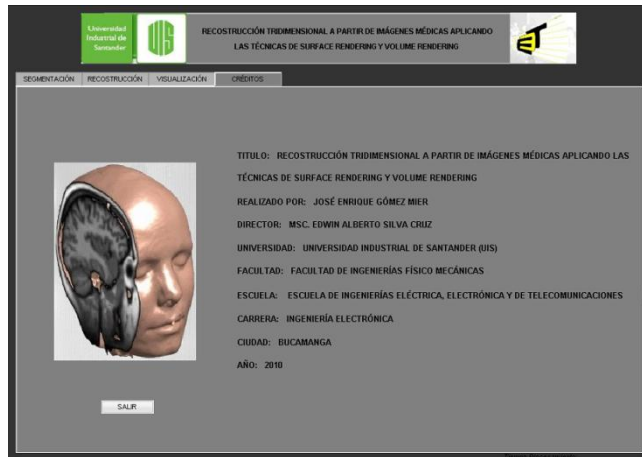 Universidad
Industrial de
Santander
UIS
RECOSTRUCCIÓN TRIDIMENSIONAL A PARTIR DE IMÁGENES MÉDICAS APLICANDO
LAS TÉCNICAS DE SURFACE RENDERING Y VOLUME RENDERING
SEGMENTACIÓN RECOSTRUCCIÓN VISUALIZACIÓN CRÉDITOS
TITULO: RECOSTRUCCIÓN TRIDIMENSIONAL A PARTIR DE IMÁGENES MÉDICAS APLICANDO LAS
TÉCNICAS DE SURFACE RENDERING Y VOLUME RENDERING
REALIZADO POR: JOSÉ ENRIQUE GÓMEZ MIER
DIRECTOR: MSC. EDWIN ALBERTO SILVA CRUZ
UNIVERSIDAD: UNIVERSIDAD INDUSTRIAL DE SANTANDER (UIS)
FACULTAD: FACULTAD DE INGENIERÍAS FÍSICO MECÁNICAS
ESCUELA: ESCUELA DE INGENIERÍAS ELÉCTRICA, ELECTRÓNICA Y DE TELECOMUNICACIONES
CARRERA: INGENIERÍA ELECTRÓNICA
CIUDAD: BUCAMANGA
AÑO: 2010
SALIR